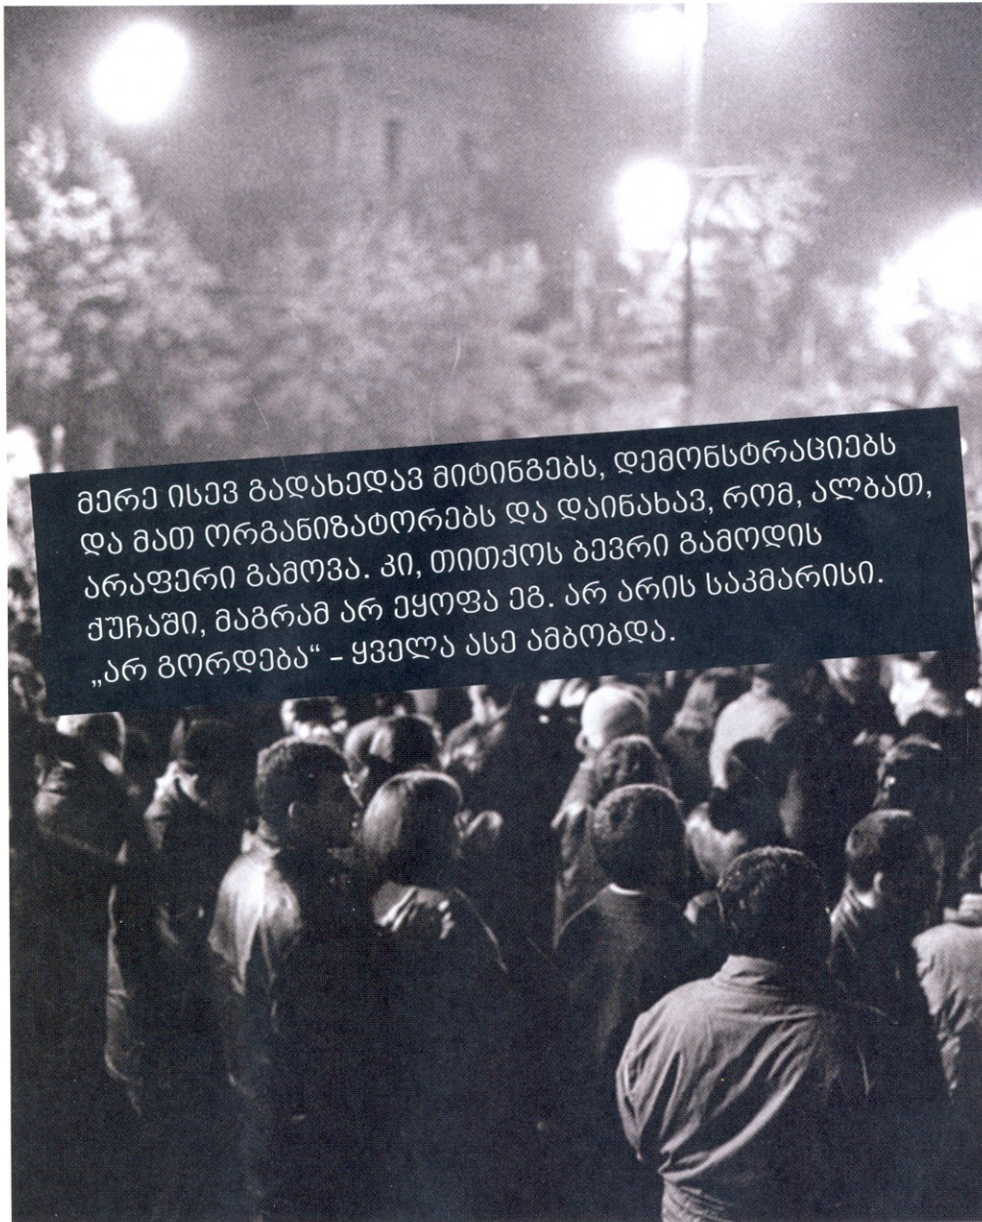 მერე ისევ გადახედავ მიტინგებს, დემონსტრაციებს
და მათ ორგანიზატორებს და დაინახავ, რომ, ალბათ,
არაფერი გამოვა. კი, თითქოს ბევრი გამოდის
ქუჩაში, მაგრამ არ ეყოფა ეგ. არ არის საკმარისი.
„არ გორდება“ – ყველა ასე ამბობდა.